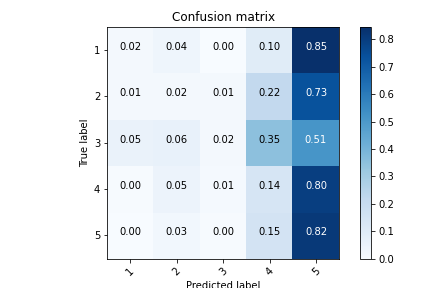 Confusion matrix
1 0.02 0.04 0.00 0.10 0.85
2 0.01 0.02 0.01 0.22 0.73
3 0.05 0.06 0.02 0.35 0.51
4 0.00 0.05 0.01 0.14 0.80
5 0.00 0.03 0.00 0.15 0.82
True label
1 2 3 4 5
Predicted label
0.8
0.7
0.6
0.5
0.4
0.3
0.2
0.1
0.0